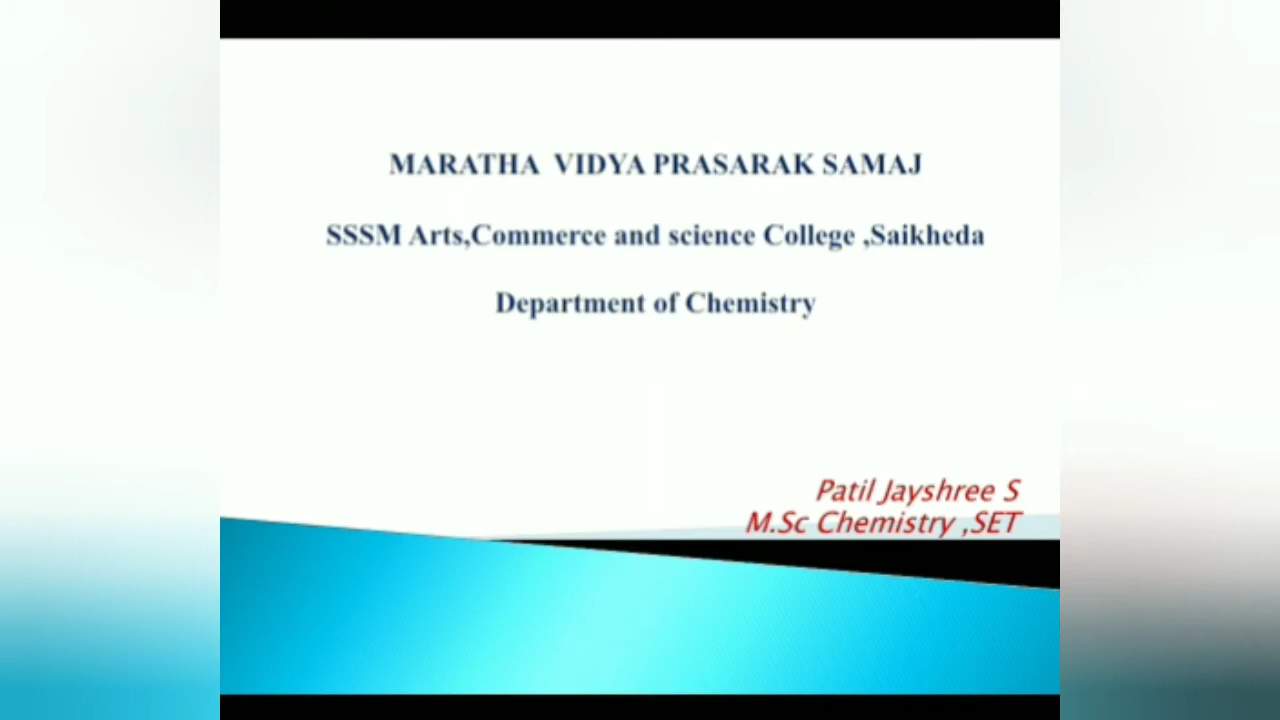 MARATHA VIDYA PRASARAK SAMAJ
SSSM Arts,Commerce and science College ,Saikheda
Department of Chemistry
Patil Jayshree S
M.Sc Chemistry ,SET